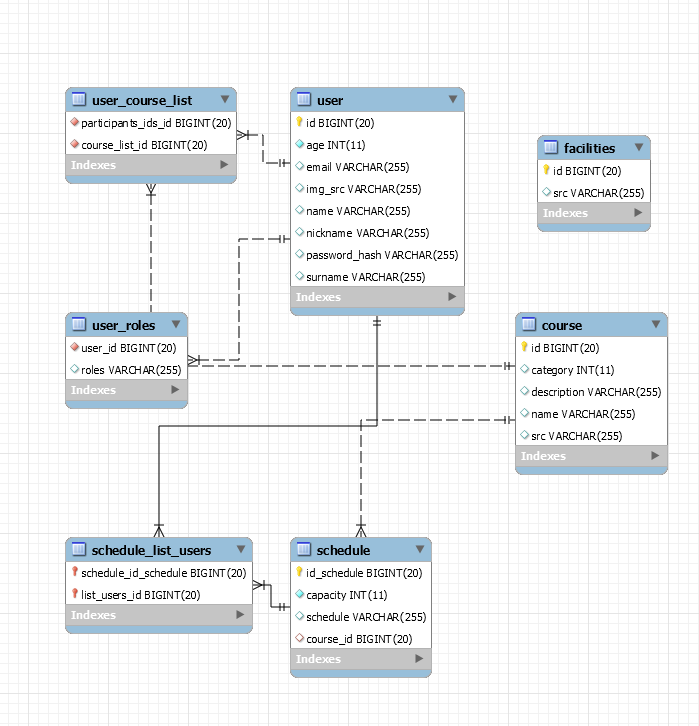 user_course_list
participants_ids_id BIGINT(20)
course_list_id BIGINT(20)
Indexes
user
id BIGINT(20)
age INT(11)
email VARCHAR(255)
img_src VARCHAR(255)
name VARCHAR(255)
nickname VARCHAR(255)
password_hash VARCHAR(255)
surname VARCHAR(255)
Indexes
facilities
id BIGINT(20)
src VARCHAR(255)
Indexes
user_roles
user_id BIGINT(20)
roles VARCHAR(255)
Indexes
course
id BIGINT(20)
category INT(11)
description VARCHAR(255)
name VARCHAR(255)
src VARCHAR(255)
Indexes
schedule_list_users
schedule_id_schedule BIGINT(20)
list_users_id BIGINT(20)
Indexes
schedule
id_schedule BIGINT(20)
capacity INT(11)
schedule VARCHAR(255)
course_id BIGINT(20)
Indexes